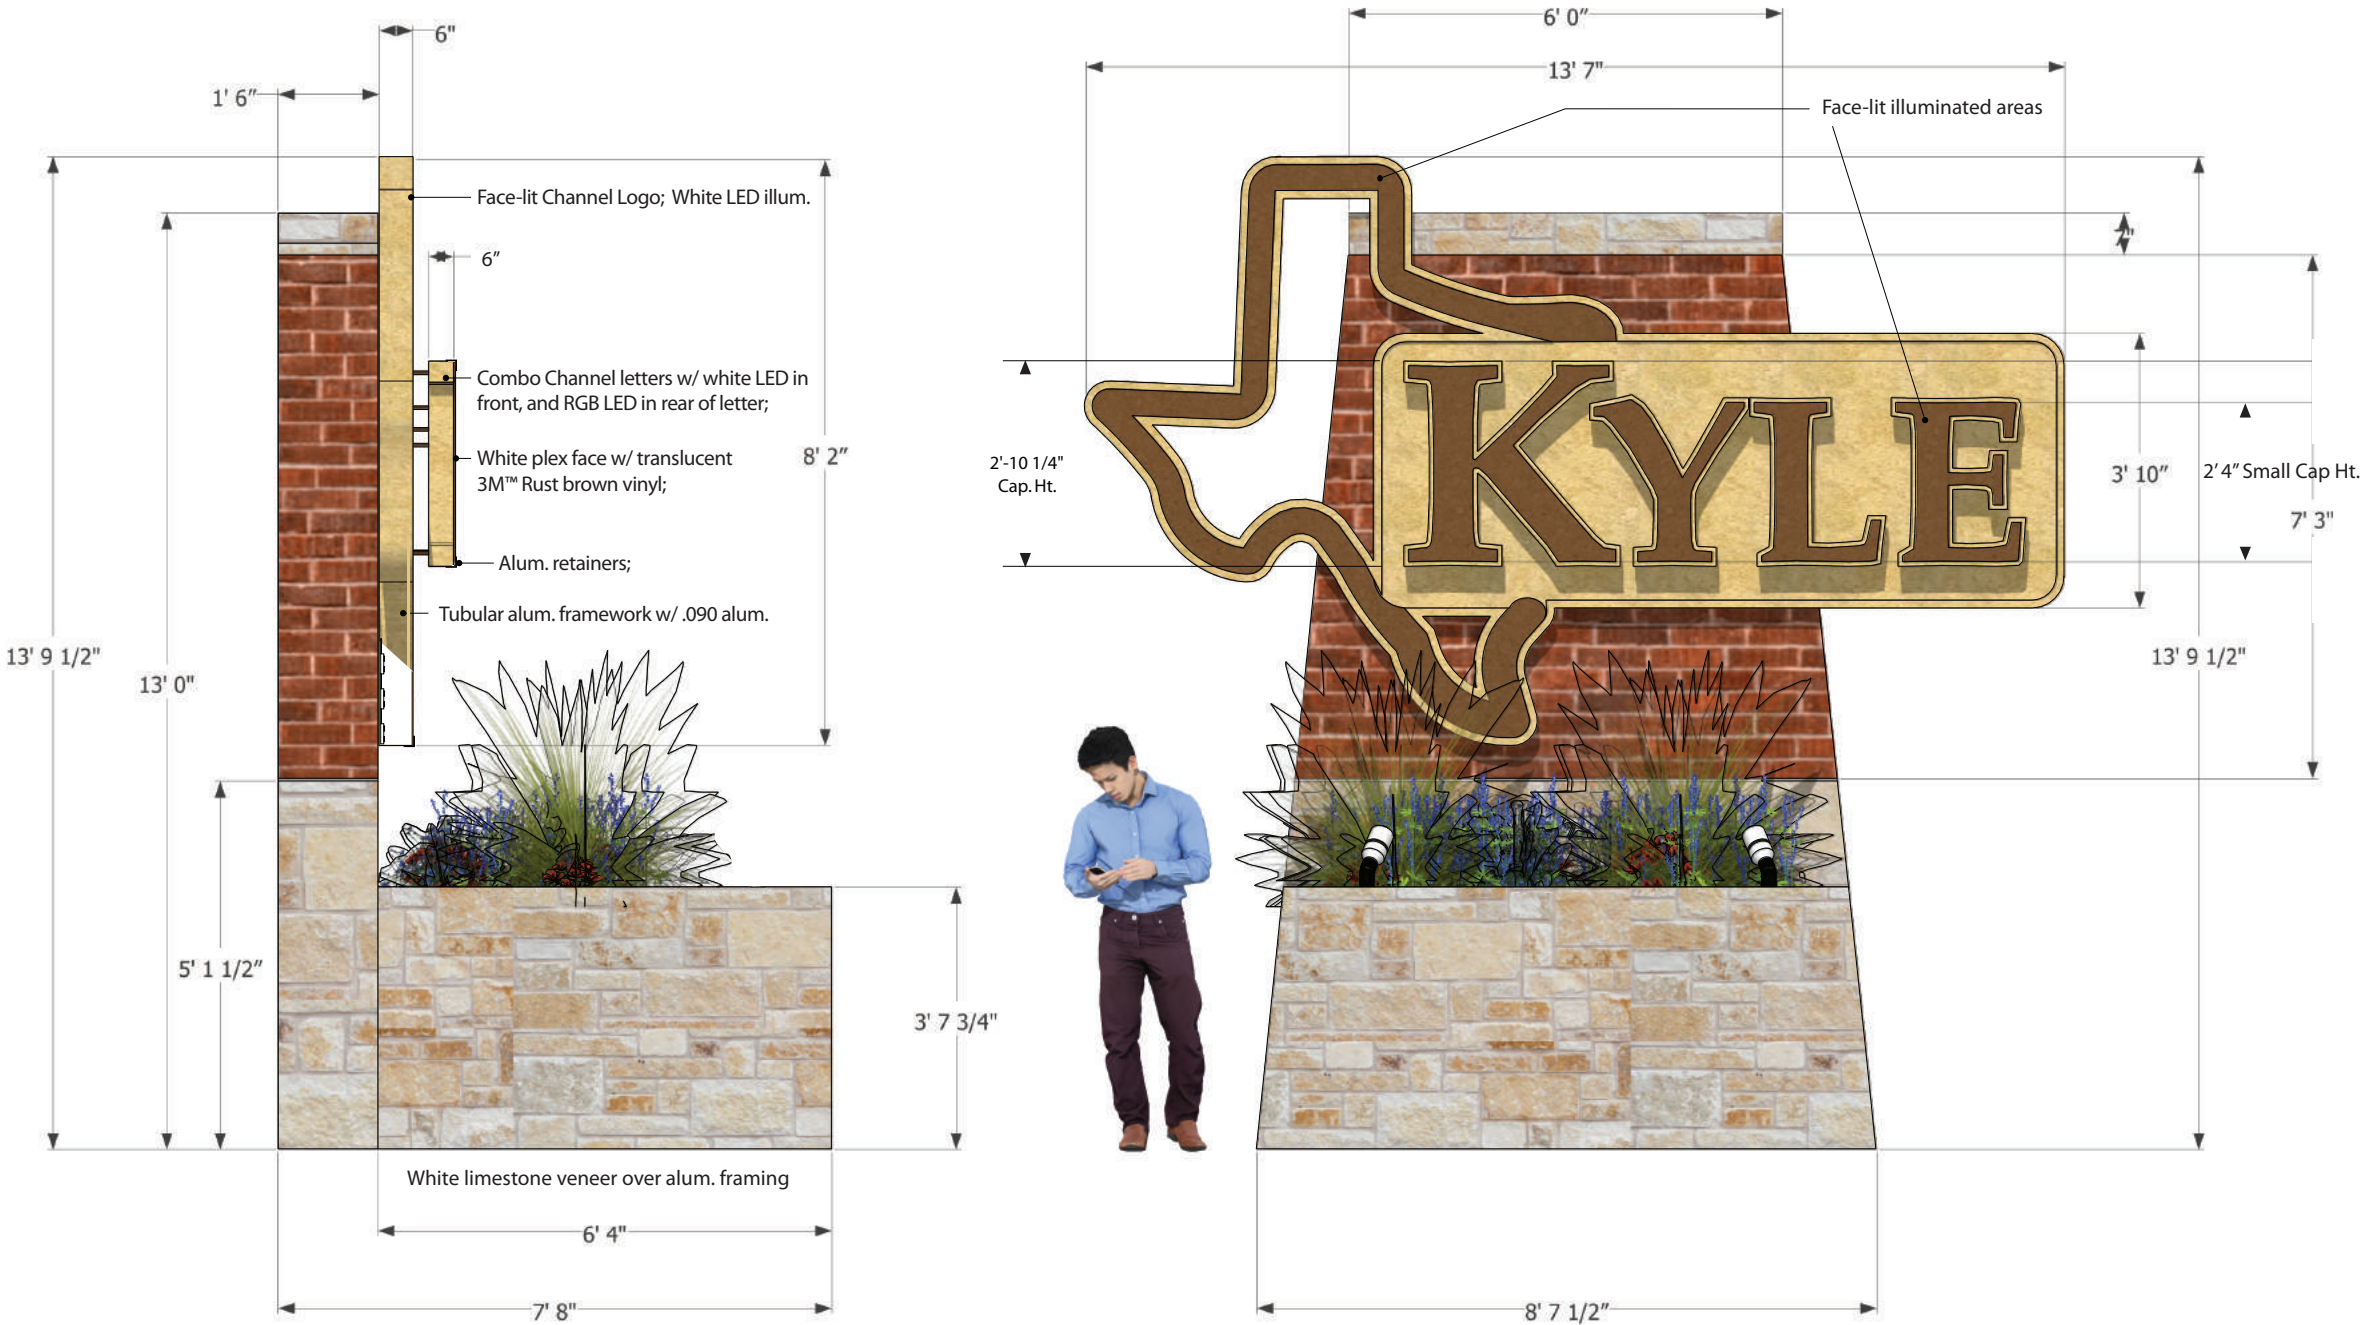 6"
1' 6"
Face-lit Channel Logo; White LED illum.
6"
Combo Channel letters w/ white LED in
front, and RGB LED in rear of letter;
White plex face w/ translucent
3M™ Rust brown vinyl;
8' 2"
Alum. retainers;
Tubular alum. framework w/ .090 alum.
13' 9 1/2"
13' 0"
5' 1 1/2"
3' 7 3/4"
White limestone veneer over alum. framing
6' 4"
7' 8"
6' 0"
13' 7"
Face-lit illuminated areas
2'-10 1/4"
Cap. Ht.
KYLE
3' 10"
2' 4" Small Cap Ht.
7' 3"
13' 9 1/2"
8' 7 1/2"